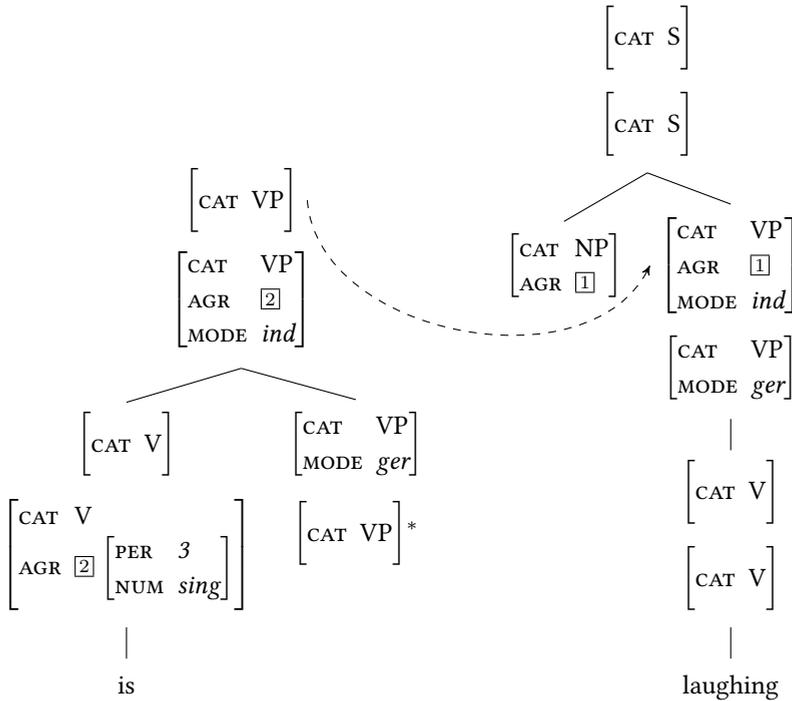 [CAT S]
[CAT S]
[CAT VP]
[CAT NP
AGR 1]
[CAT VP
AGR 1
MODE ind]
[CAT VP
AGR 2
MODE ind]
[CAT VP
MODE ger]
[CAT V]
[CAT VP
MODE ger]
[CAT V]
[CAT V
AGR 2 [PER 3
NUM sing]]
[CAT VP]*
[CAT V]
is
laughing